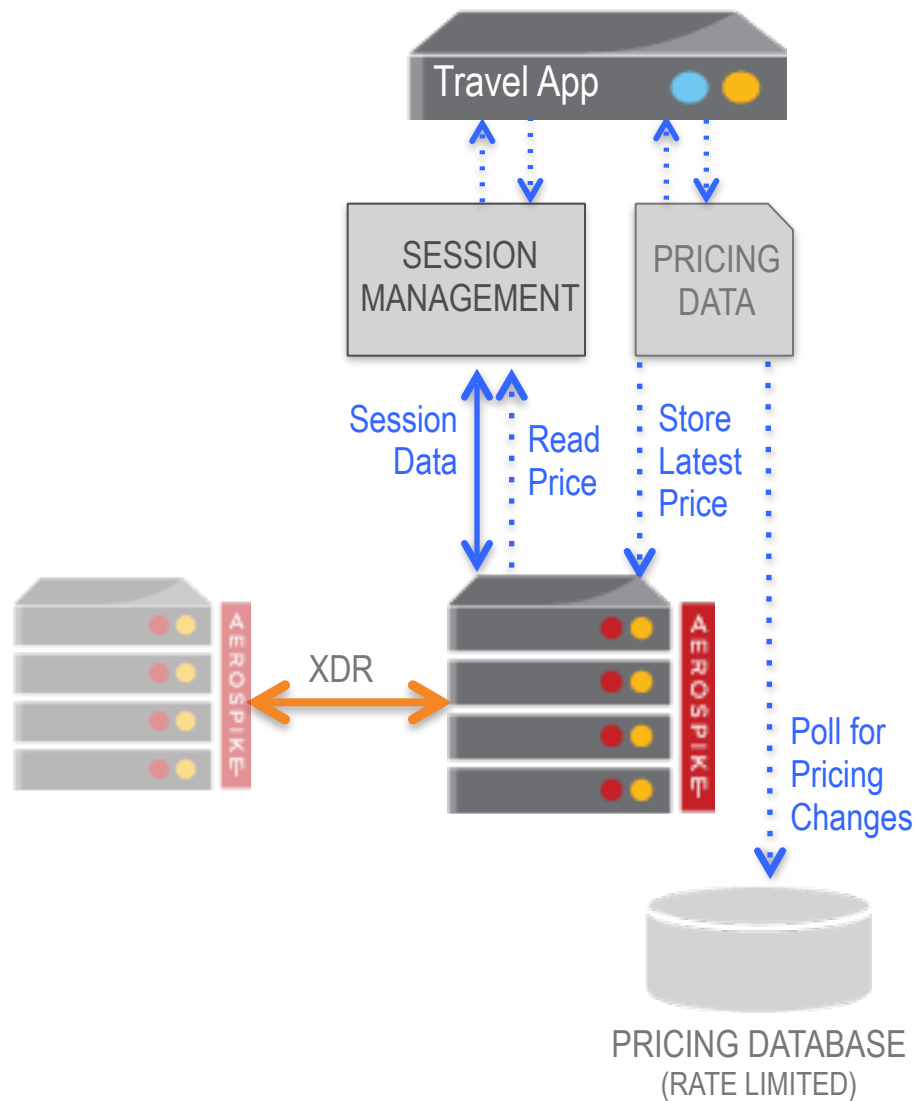 Travel App
SESSION
MANAGEMENT
PRICING
DATA
Session
Data
Read
Price
Store
Latest
Price
AEROSPIKE
XDR
AEROSPIKE
Poll for
Pricing
Changes
PRICING DATABASE
(RATE LIMITED)